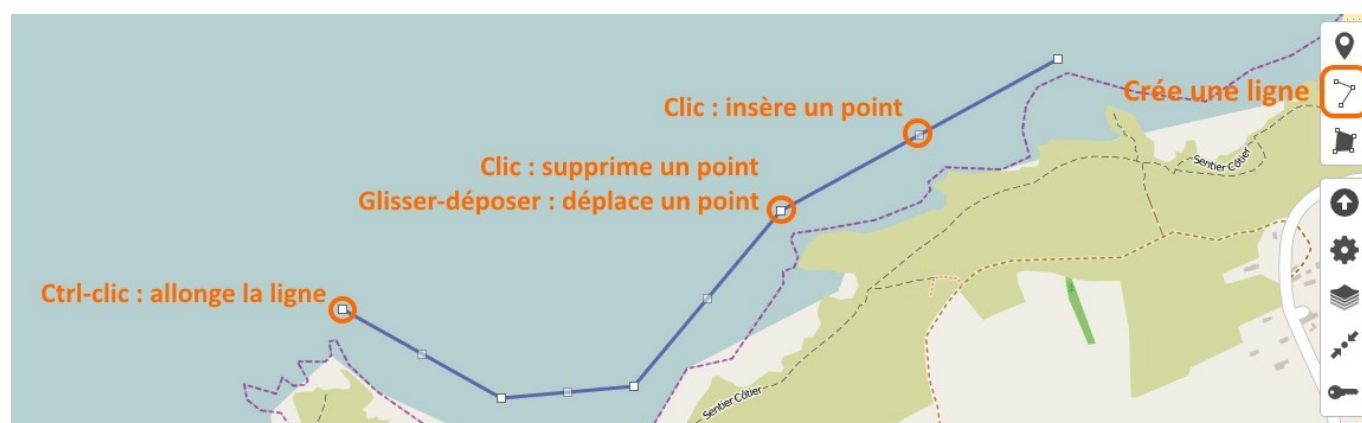 Crée une ligne
Clic : insère un point
Clic : supprime un point
Glisser-déposer : déplace un point
Ctrl-clic : allonge la ligne
Sentier Côtier
Sentier Côtier